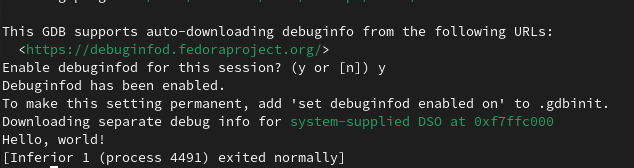 This GDB supports auto-downloading debuginfo from the following URLs:
  <https://debuginfod.fedoraproject.org/>
Enable debuginfod for this session? (y or [n]) y
Debuginfod has been enabled.
To make this setting permanent, add 'set debuginfod enabled on' to .gdbinit.
Downloading separate debug info for system-supplied DSO at 0xf7ffc000
Hello, world!
[Inferior 1 (process 4491) exited normally]